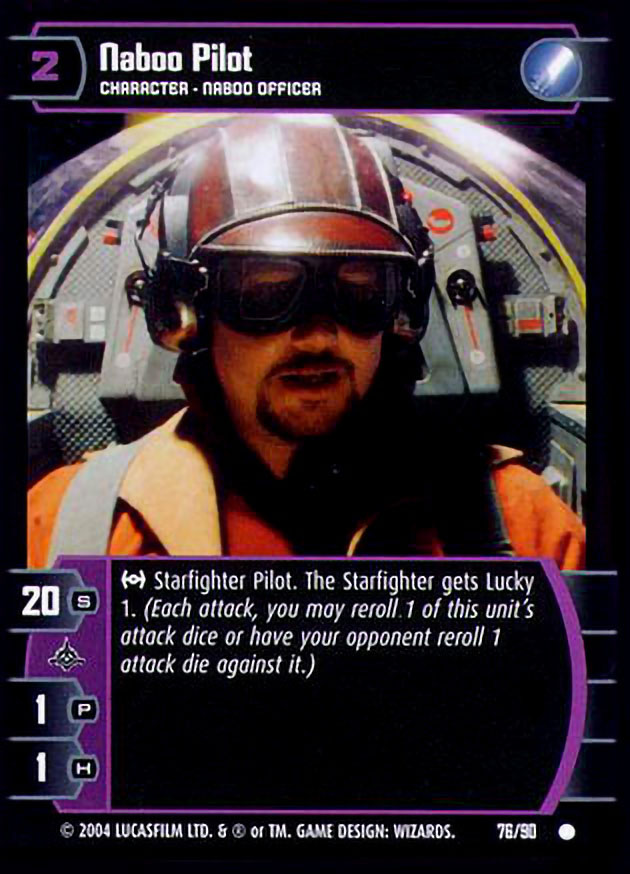 2
Naboo Pilot
CHARACTER - NABOO OFFICER
20 S
1 P
1 H
Starfighter Pilot. The Starfighter gets Lucky
1. (Each attack, you may reroll 1 of this unit's
attack dice or have your opponent reroll 1
attack die against it.)
© 2004 LUCASFILM LTD. & ® or TM. GAME DESIGN: WIZARDS. 76/90